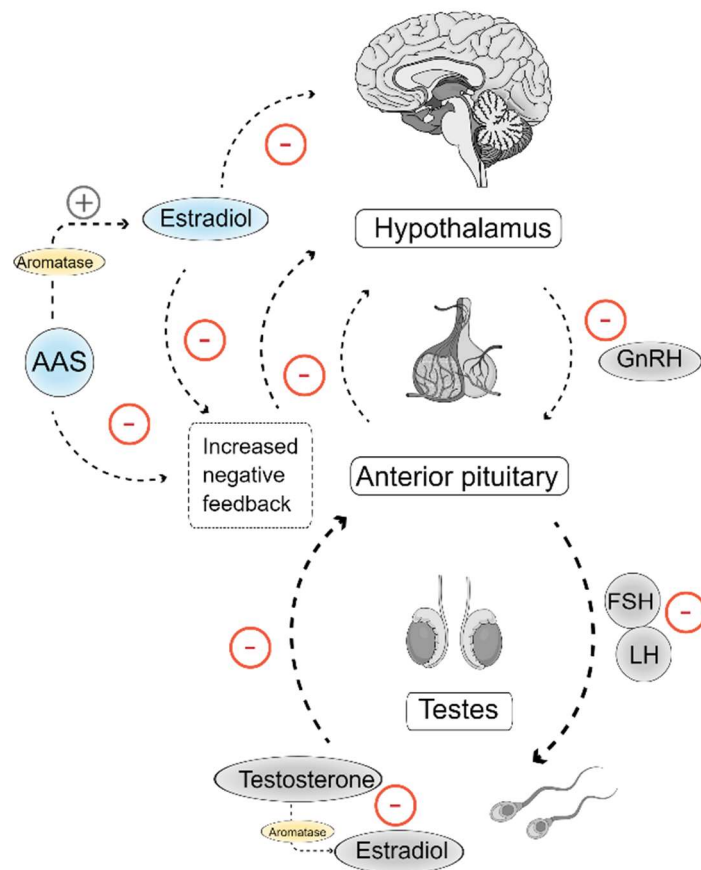 Estradiol
Aromatase
AAS
Hypothalamus
GnRH
Increased
negative
feedback
Anterior pituitary
FSH
LH
Testes
Testosterone
Aromatase
Estradiol